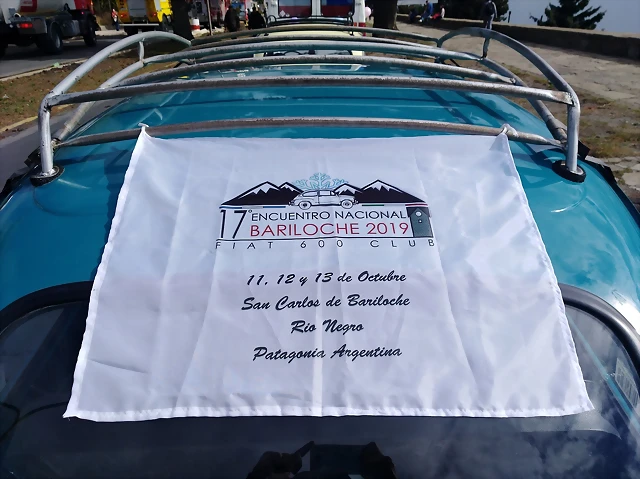 17° ENCUENTRO NACIONAL
BARILOCHE 2019
FIAT 600 CLUB
11, 12 y 13 de Octubre
San Carlos de Bariloche
Rio Negro
Patagonia Argentina